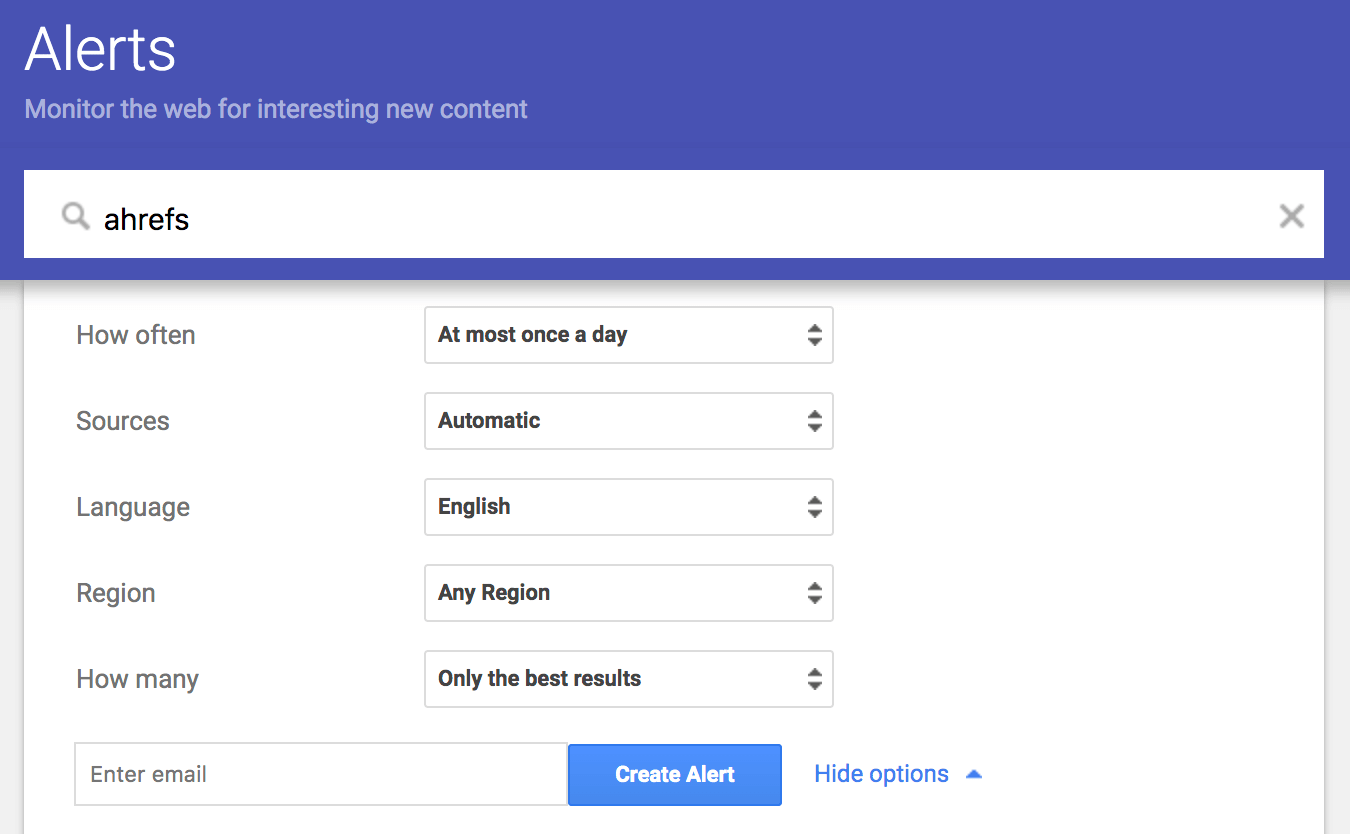 Alerts
Monitor the web for interesting new content
ahrefs
How often At most once a day
Sources Automatic
Language English
Region Any Region
How many Only the best results
Enter email Create Alert Hide options